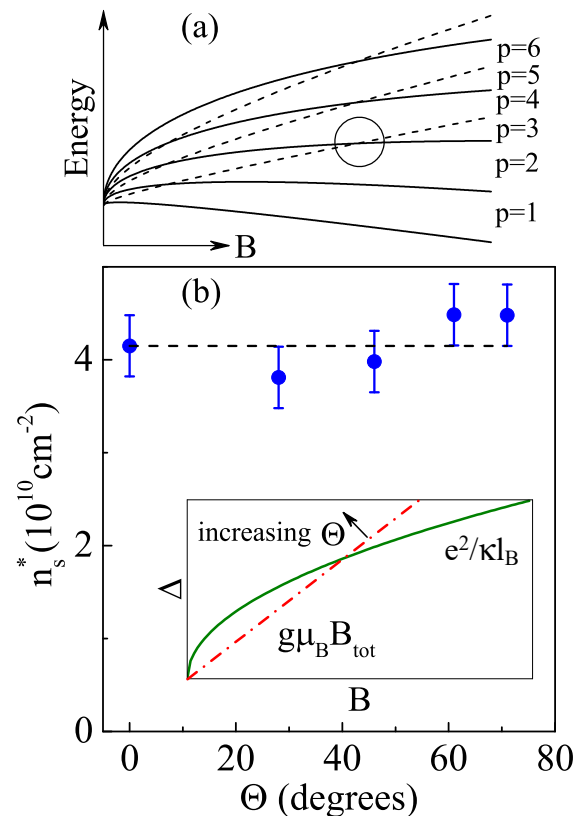 (a)
Energy
p=6
p=5
p=4
p=3
p=2
p=1
B
(b)
n_s^* (10^10 cm^-2)
4
2
0
increasing Θ
e²/κl_B
Δ
gμ_B B_tot
B
0 20 40 60 80
Θ (degrees)